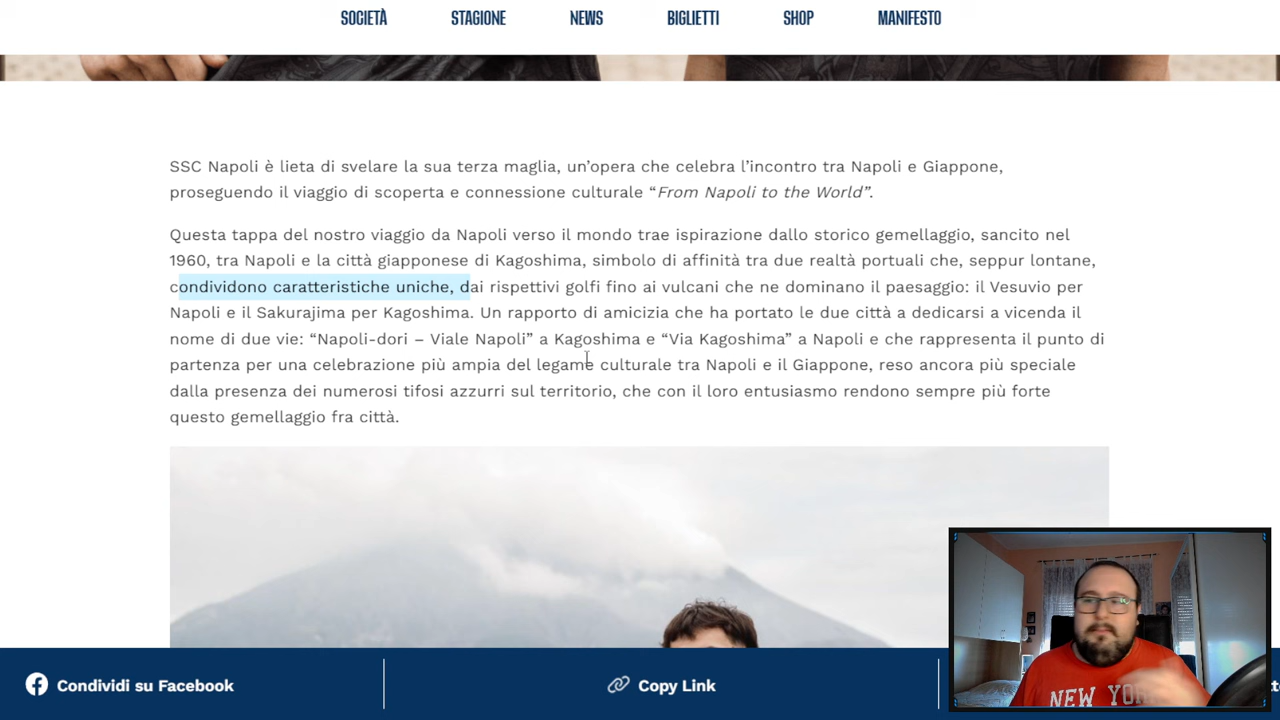 SOCIETÀ STAGIONE NEWS BIGLIETTI SHOP MANIFESTO
SSC Napoli è lieta di svelare la sua terza maglia, un’opera che celebra l’incontro tra Napoli e Giappone,
proseguendo il viaggio di scoperta e connessione culturale “From Napoli to the World”.
Questa tappa del nostro viaggio da Napoli verso il mondo trae ispirazione dallo storico gemellaggio, sancito nel
1960, tra Napoli e la città giapponese di Kagoshima, simbolo di affinità tra due realtà portuali che, seppur lontane,
condividono caratteristiche uniche, dai rispettivi golfi fino ai vulcani che ne dominano il paesaggio: il Vesuvio per
Napoli e il Sakurajima per Kagoshima. Un rapporto di amicizia che ha portato le due città a dedicarsi a vicenda il
nome di due vie: “Napoli-dori – Viale Napoli” a Kagoshima e “Via Kagoshima” a Napoli e che rappresenta il punto di
partenza per una celebrazione più ampia del legame culturale tra Napoli e il Giappone, reso ancora più speciale
dalla presenza dei numerosi tifosi azzurri sul territorio, che con il loro entusiasmo rendono sempre più forte
questo gemellaggio fra città.
Condividi su Facebook Copy Link
NEW YO